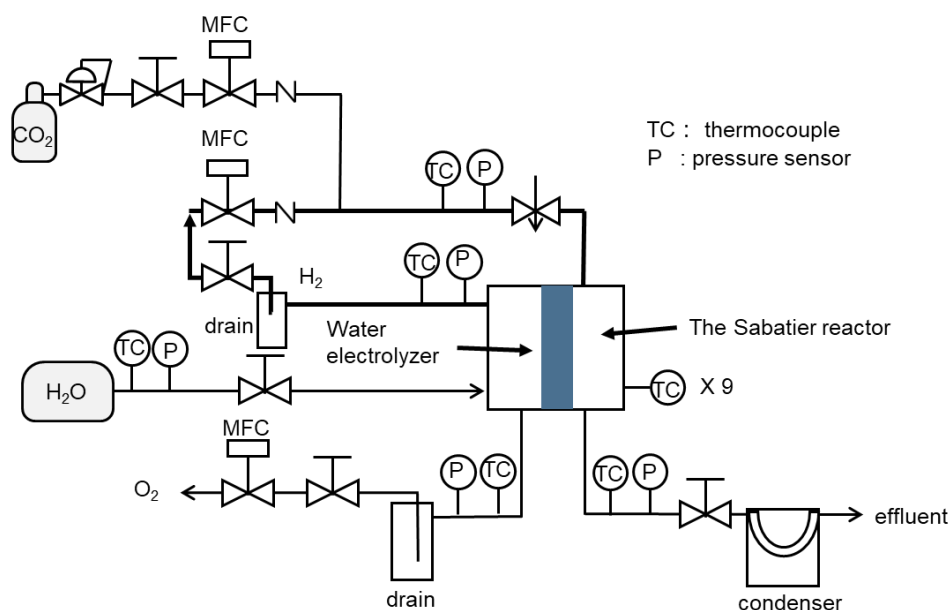 MFC
CO₂
MFC
TC : thermocouple
P : pressure sensor
TC
P
TC
P
H₂
drain
Water
electrolyzer
The Sabatier reactor
TC
P
H₂O
TC
X 9
MFC
O₂
P
TC
TC
P
effluent
drain
condenser